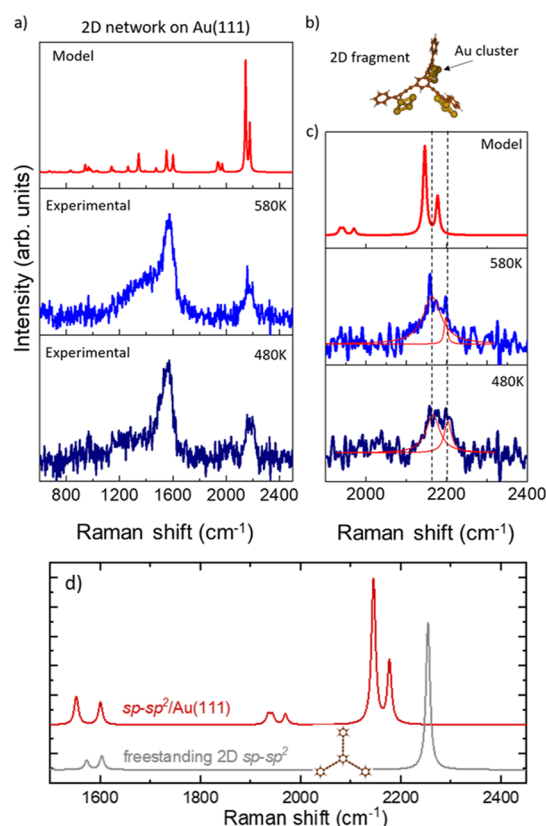 a)
2D network on Au(111)
Model
Experimental
580K
Experimental
480K
Intensity (arb. units)
800
1200
1600
2000
2400
Raman shift (cm⁻¹)
b)
2D fragment
Au cluster
c)
Model
580K
480K
2000
2100
2200
2300
2400
Raman shift (cm⁻¹)
d)
sp-sp²/Au(111)
freestanding 2D sp-sp²
1600
1800
2000
2200
2400
Raman shift (cm⁻¹)